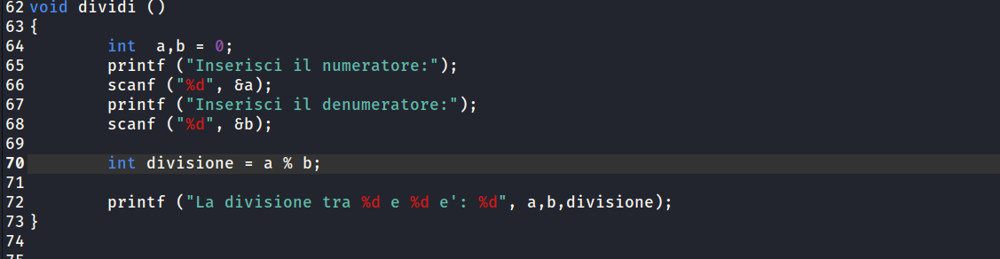 62 void dividi ()
63 {
64         int  a,b = 0;
65         printf ("Inserisci il numeratore:");
66         scanf ("%d", &a);
67         printf ("Inserisci il denumeratore:");
68         scanf ("%d", &b);
69
70         int divisione = a % b;
71
72         printf ("La divisione tra %d e %d e': %d", a,b,divisione);
73 }
74
75